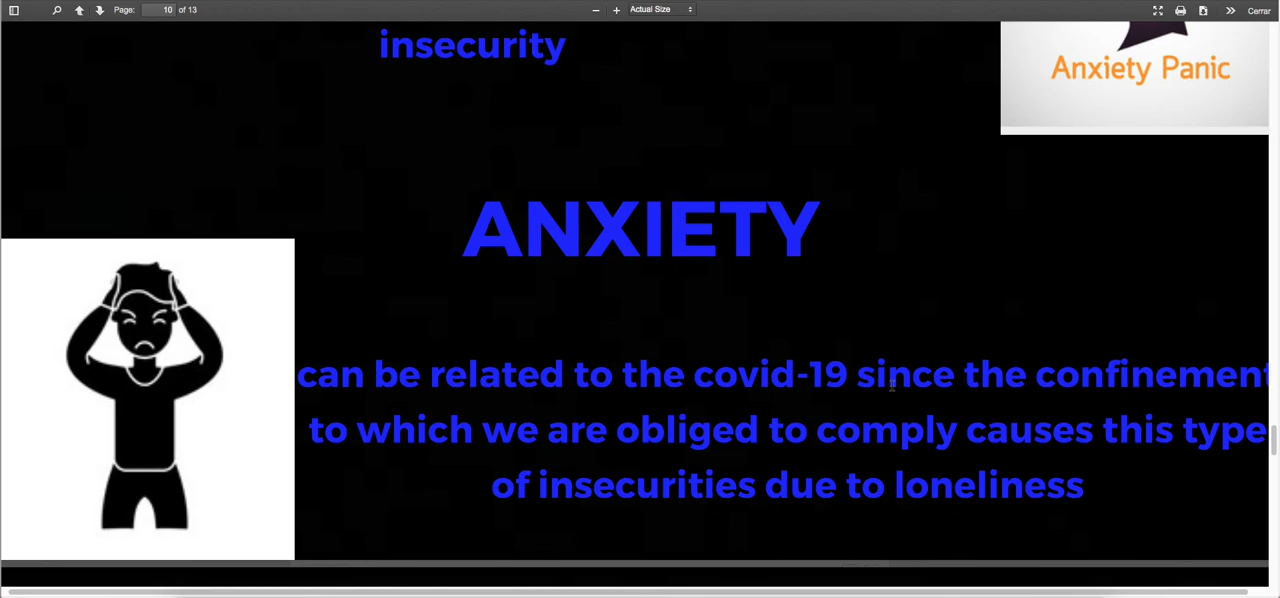 Page: 10 of 13 Actual Size Cerrar
insecurity
Anxiety Panic
ANXIETY
can be related to the covid-19 since the confinement
to which we are obliged to comply causes this type
of insecurities due to loneliness